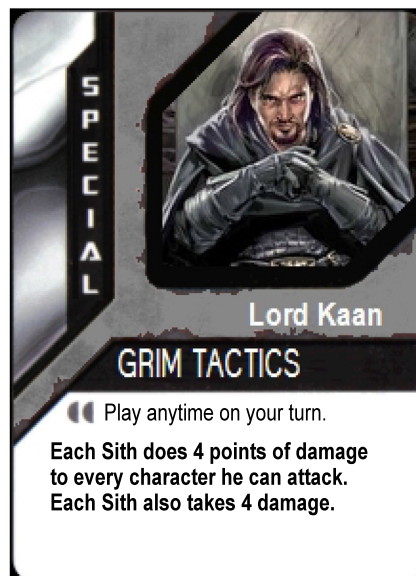 SPECIAL
Lord Kaan
GRIM TACTICS
Play anytime on your turn.
Each Sith does 4 points of damage
to every character he can attack.
Each Sith also takes 4 damage.